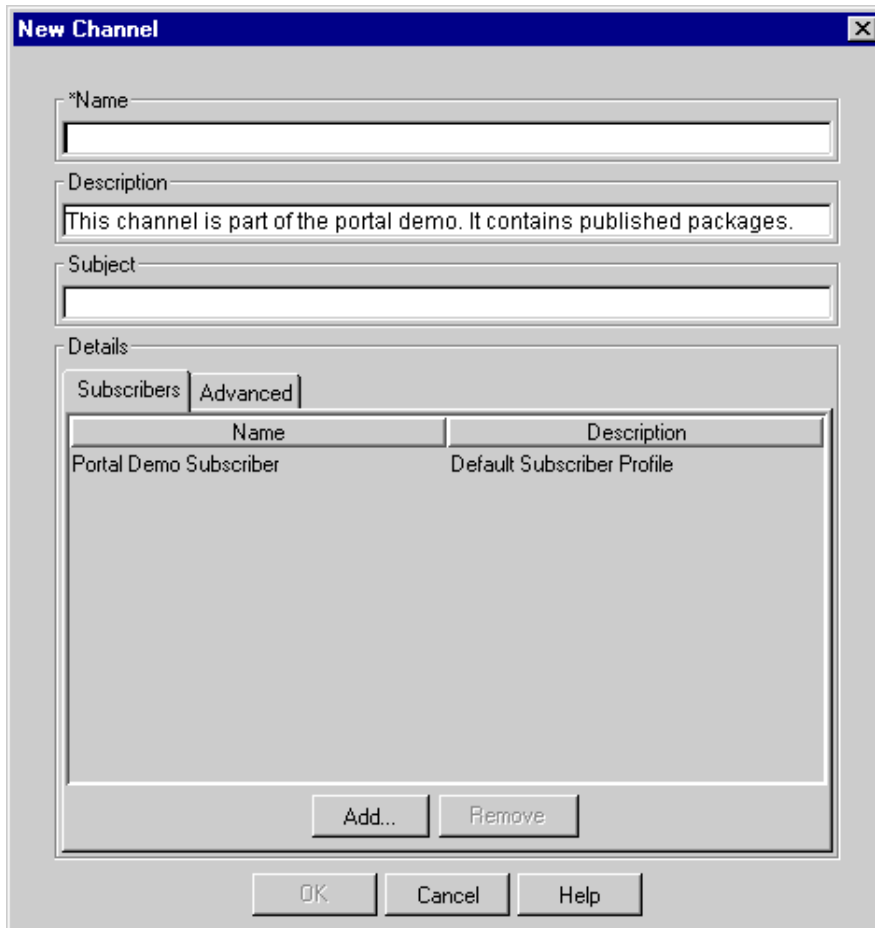 New Channel
*Name
Description
This channel is part of the portal demo. It contains published packages.
Subject
Details
Subscribers Advanced
Name Description
Portal Demo Subscriber Default Subscriber Profile
Add... Remove
OK Cancel Help